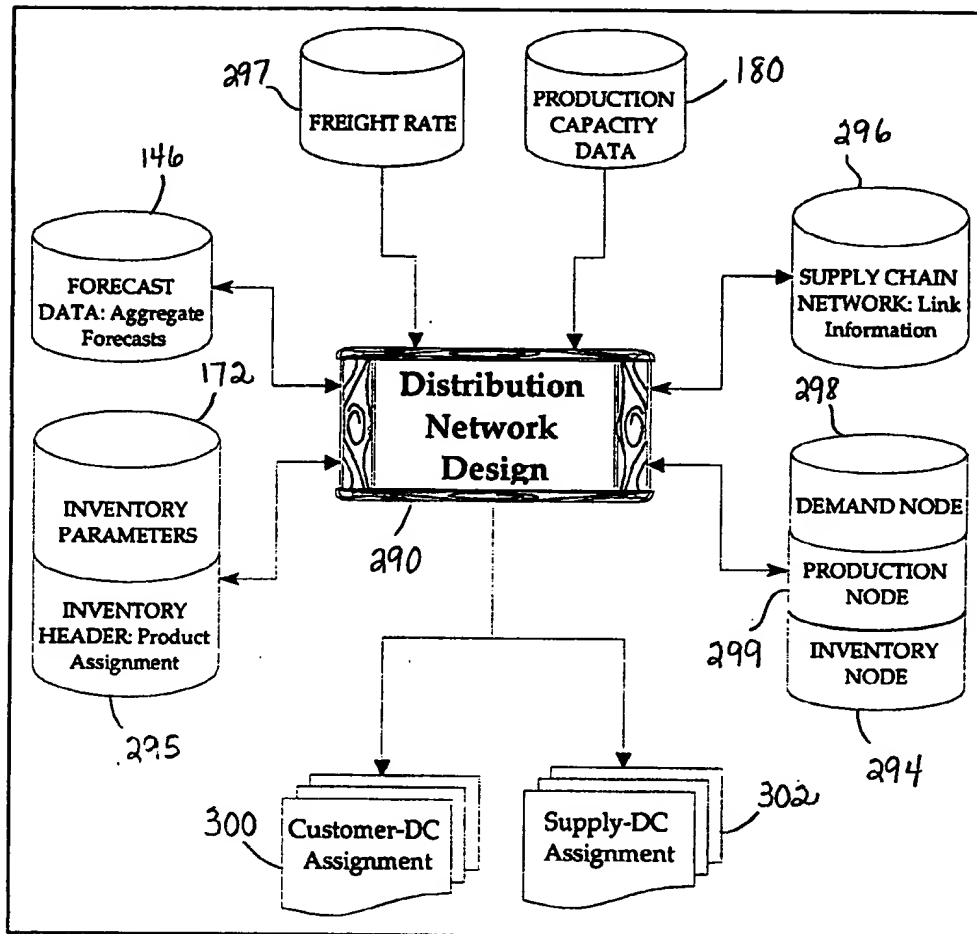 297
FREIGHT RATE
PRODUCTION
CAPACITY
DATA
180
146
FORECAST
DATA: Aggregate
Forecasts
296
SUPPLY CHAIN
NETWORK: Link
Information
172
INVENTORY
PARAMETERS
INVENTORY
HEADER: Product
Assignment
295
Distribution
Network
Design
290
298
DEMAND NODE
PRODUCTION
NODE
299
INVENTORY NODE
294
300
Customer-DC
Assignment
Supply-DC
Assignment
302